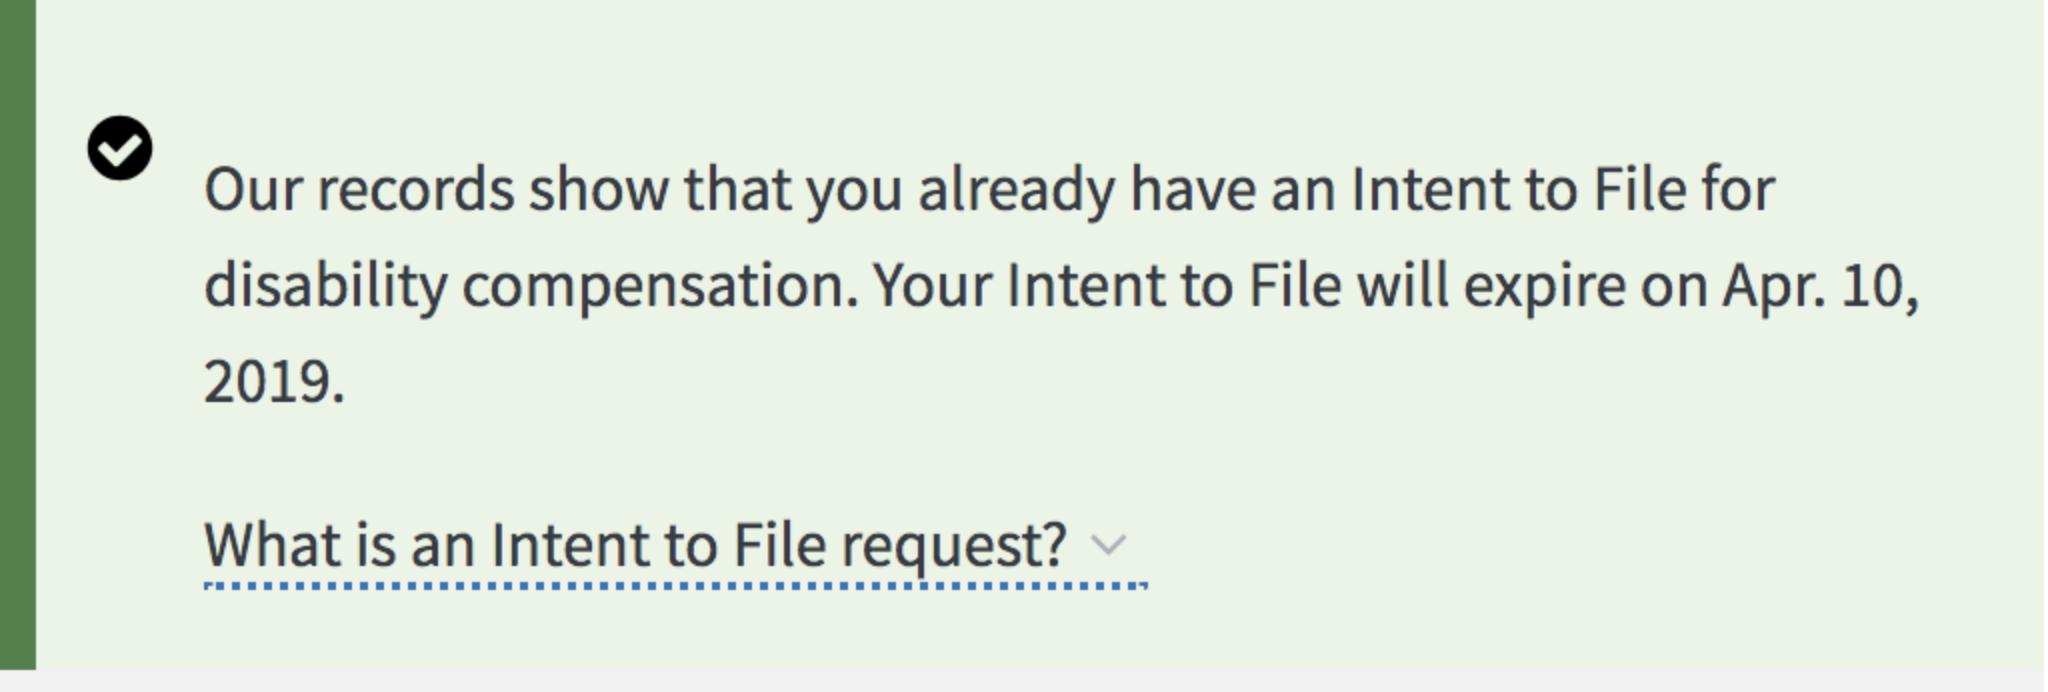 Our records show that you already have an Intent to File for
disability compensation. Your Intent to File will expire on Apr. 10,
2019.
What is an Intent to File request?